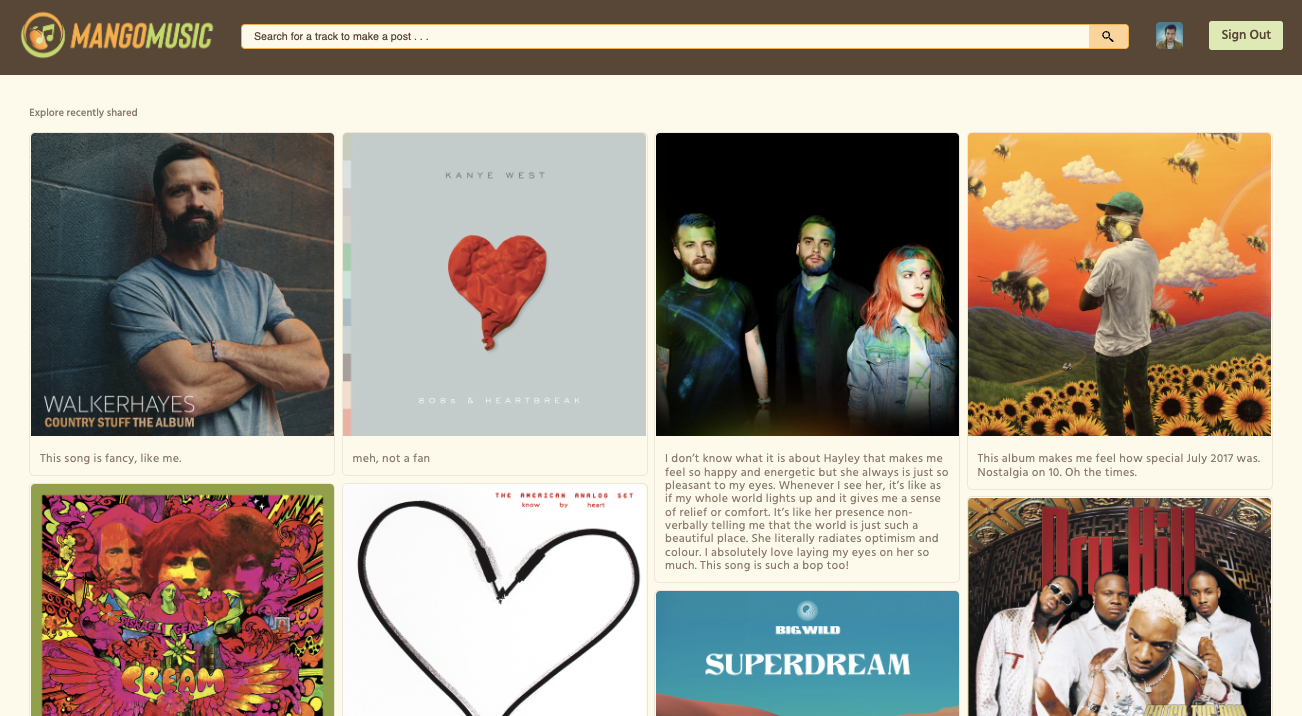 MANGOMUSIC
Search for a track to make a post . . .
Sign Out
Explore recently shared
WALKERHAYES
COUNTRY STUFF THE ALBUM
This song is fancy, like me.
KANYE WEST
808s & HEARTBREAK
meh, not a fan
I don't know what it is about Hayley that makes me
feel so happy and energetic but she always is just so
pleasant to my eyes. Whenever I see her, it's like as
if my whole world lights up and it gives me a sense
of relief or comfort. It's like her presence non-
verbally telling me that the world is just such a
beautiful place. She literally radiates optimism and
colour. I absolutely love laying my eyes on her so
much. This song is such a bop too!
This album makes me feel how special July 2017 was.
Nostalgia on 10. Oh the times.
DISRAELI GEARS
CREAM
THE AMERICAN ANALOG SET
know by heart
BIG WILD
SUPERDREAM
Dru Hill